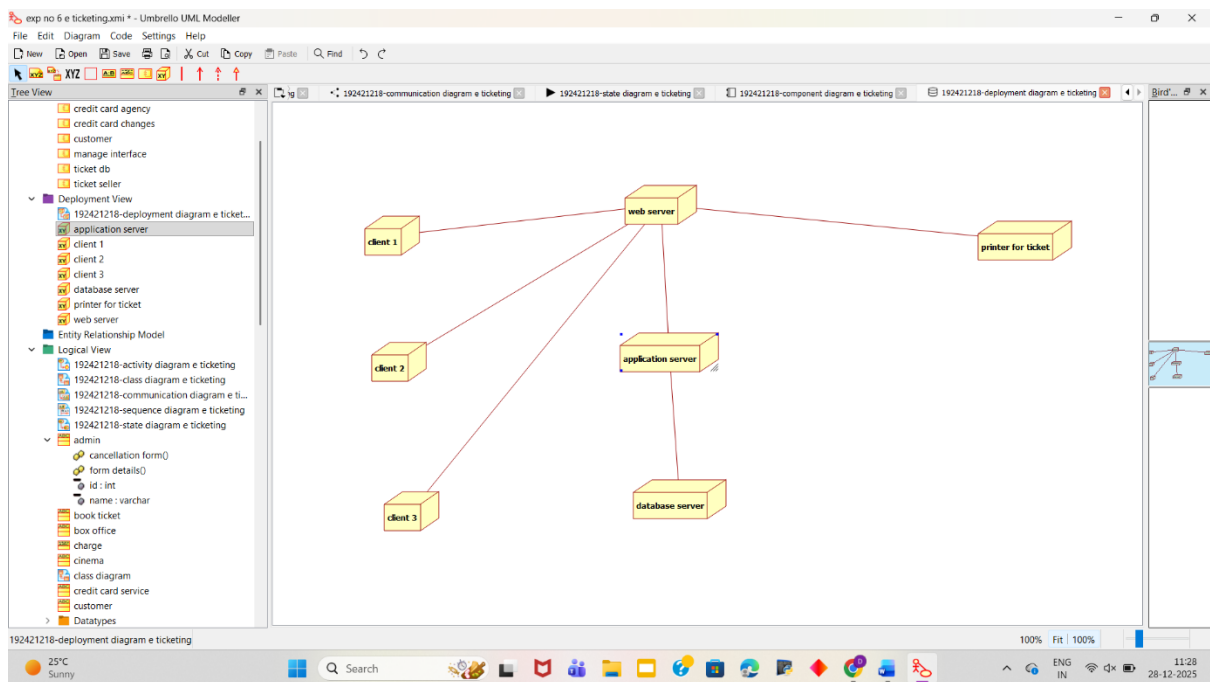 exp no 6 e ticketing.xmi * - Umbrello UML Modeller
File Edit Diagram Code Settings Help
New Open Save Cut Copy Paste Find
XYZ
Tree View
192421218-communication diagram e ticketing
192421218-state diagram e ticketing
192421218-component diagram e ticketing
192421218-deployment diagram e ticketing
Bird'...
credit card agency
credit card changes
customer
manage interface
ticket db
ticket seller
Deployment View
192421218-deployment diagram e ticket...
application server
client 1
client 2
client 3
database server
printer for ticket
web server
Entity Relationship Model
Logical View
192421218-activity diagram e ticketing
192421218-class diagram e ticketing
192421218-communication diagram e ti...
192421218-sequence diagram e ticketing
192421218-state diagram e ticketing
admin
cancellation form()
form details()
id : int
name : varchar
book ticket
box office
charge
cinema
class diagram
credit card service
customer
Datatypes
web server
client 1
printer for ticket
client 2
application server
client 3
database server
192421218-deployment diagram e ticketing
100% Fit 100%
25°C
Sunny
Search
ENG
IN
11:28
28-12-2025